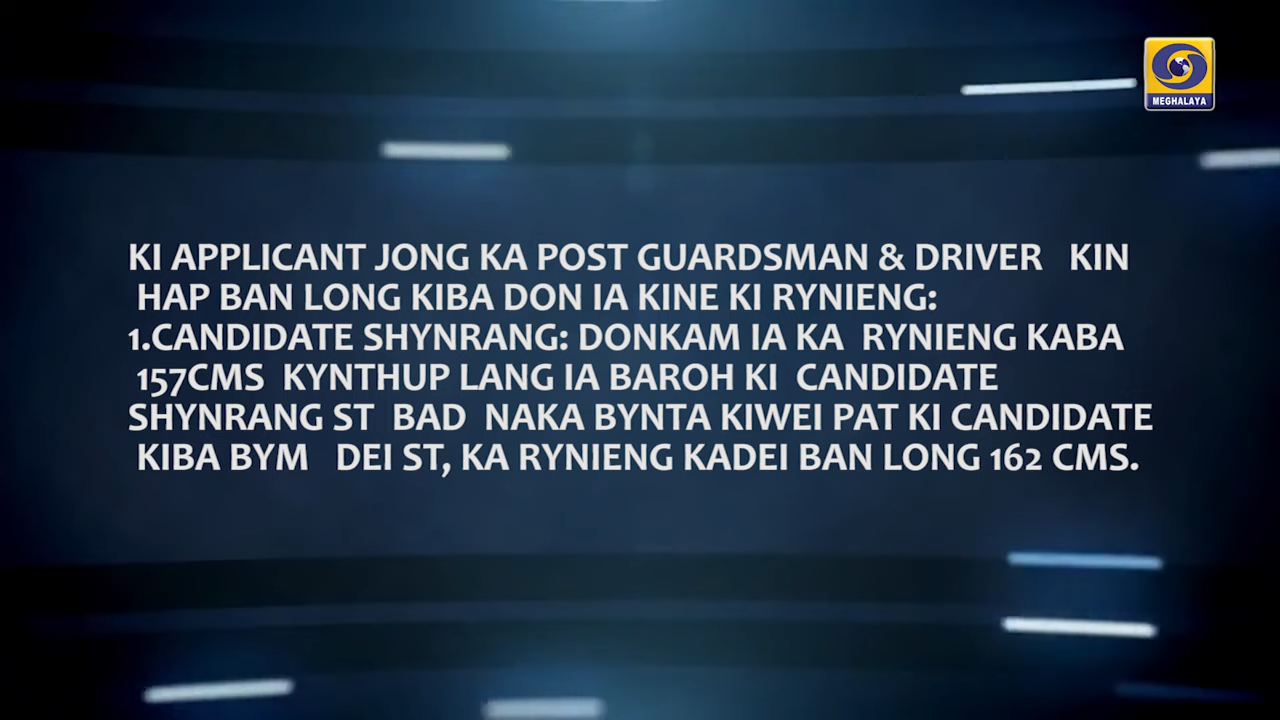 MEGHALAYA
KI APPLICANT JONG KA POST GUARDSMAN & DRIVER KIN
HAP BAN LONG KIBA DON IA KINE KI RYNIENG:
1.CANDIDATE SHYNRANG: DONKAM IA KA RYNIENG KABA
157CMS KYNTHUP LANG IA BAROH KI CANDIDATE
SHYNRANG ST BAD NAKA BYNTA KIWEI PAT KI CANDIDATE
KIBA BYM DEI ST, KA RYNIENG KADEI BAN LONG 162 CMS.